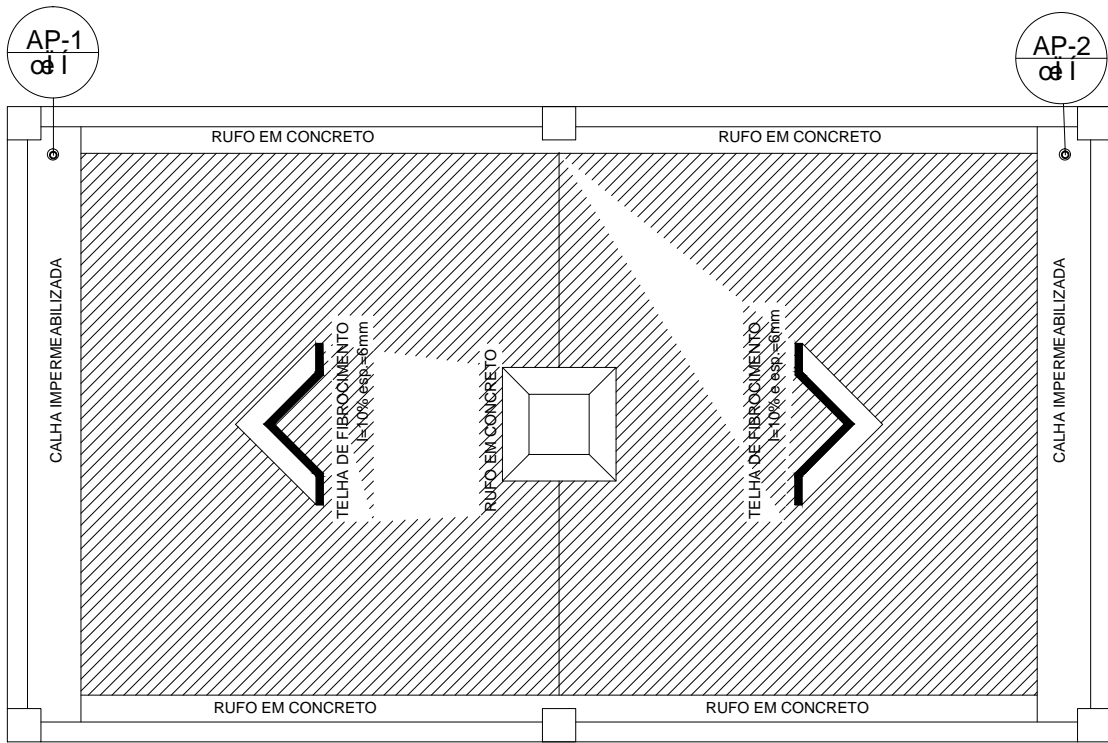 AP-1
AP-2
RUFO EM CONCRETO
RUFO EM CONCRETO
CALHA IMPERMEABILIZADA
TELHA DE FIBROCIMENTO
I=10% esp.=6mm
RUFO EM CONCRETO
TELHA DE FIBROCIMENTO
I=10% e esp.=6mm
CALHA IMPERMEABILIZADA
RUFO EM CONCRETO
RUFO EM CONCRETO